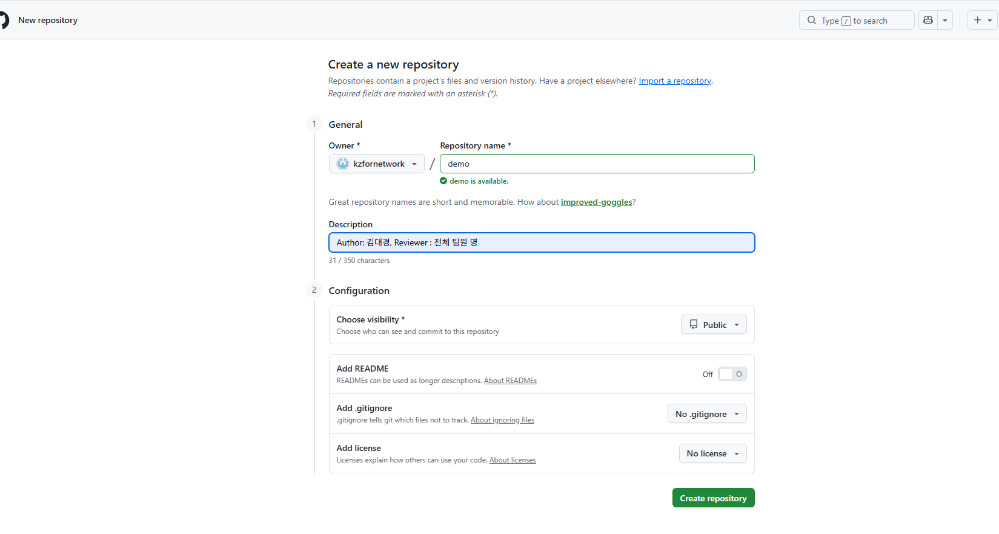 New repository
Type / to search
Create a new repository
Repositories contain a project's files and version history. Have a project elsewhere? Import a repository.
Required fields are marked with an asterisk (*).
1 General
Owner * Repository name *
kzfornetwork / demo
demo is available.
Great repository names are short and memorable. How about improved-goggles?
Description
Author: 김대경, Reviewer : 전체 팀원 명
31 / 350 characters
2 Configuration
Choose visibility *
Choose who can see and commit to this repository
Public
Add README
READMEs can be used as longer descriptions. About READMEs
Off
Add .gitignore
.gitignore tells git which files not to track. About ignoring files
No .gitignore
Add license
Licenses explain how others can use your code. About licenses
No license
Create repository